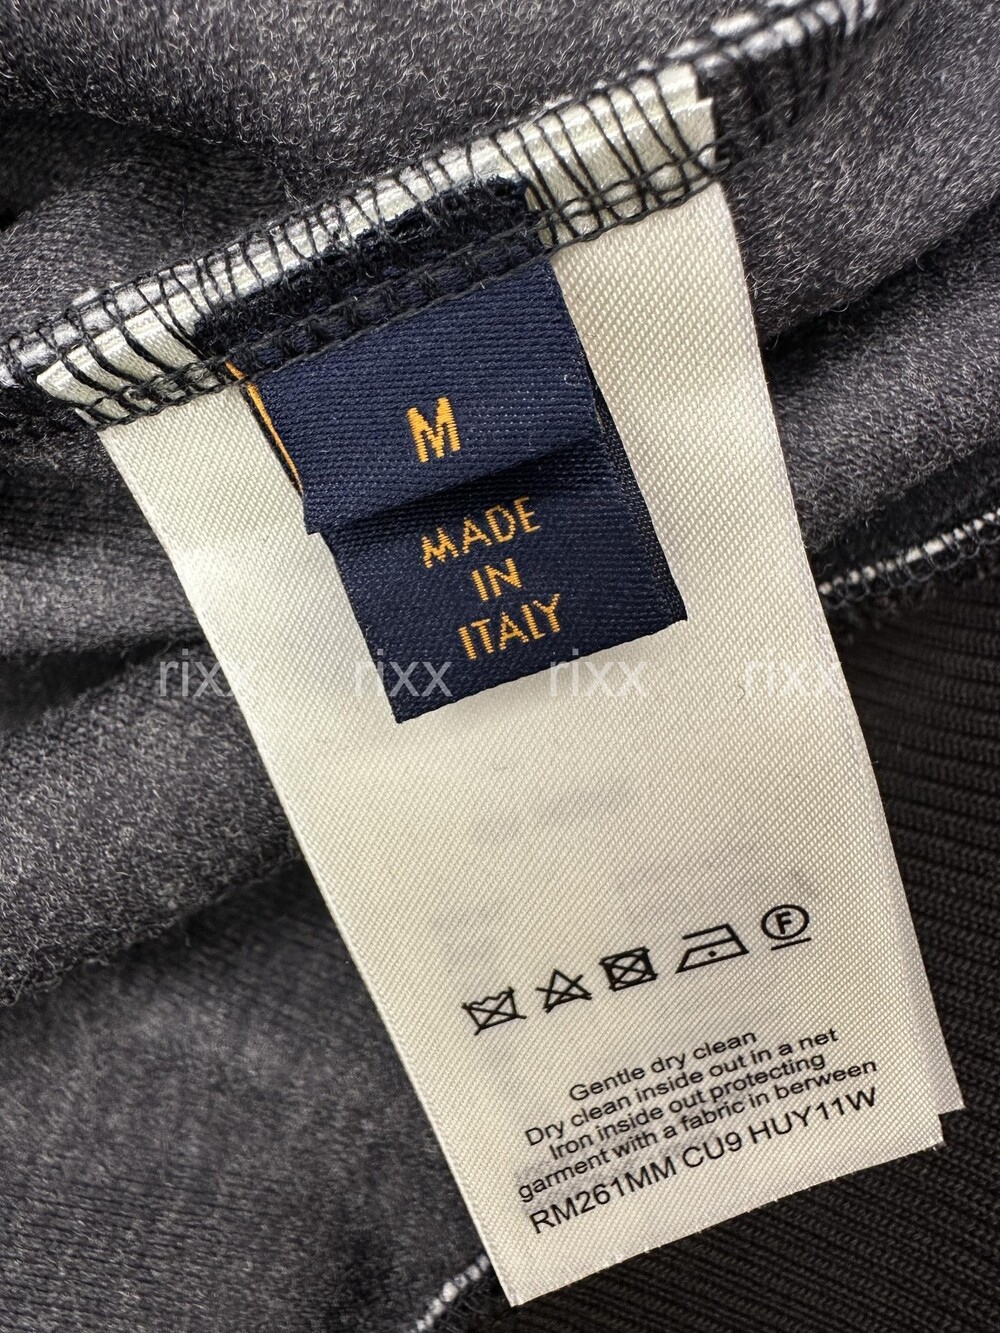 M
MADE
IN
ITALY
rixx rixx rixx rixx
F
Gentle dry clean
Dry clean inside out in a net
Iron inside out protecting
garment with a fabric in berween
RM261MM CU9 HUY11W